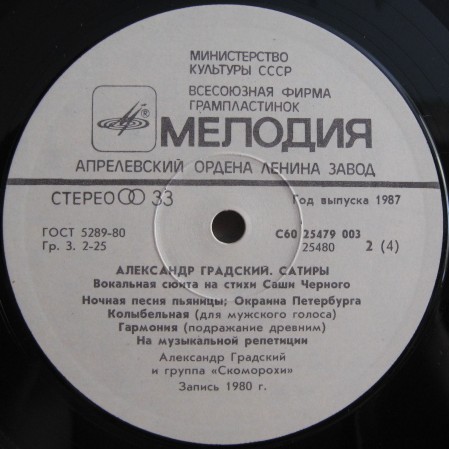 МИНИСТЕРСТВО
КУЛЬТУРЫ СССР
ВСЕСОЮЗНАЯ ФИРМА
ГРАМПЛАСТИНОК
® МЕЛОДИЯ
АПРЕЛЕВСКИЙ ОРДЕНА ЛЕНИНА ЗАВОД
СТЕРЕО 33
Год выпуска 1987
ГОСТ 5289-80
Гр. 3. 2-25
С60 25479 003
25480 2 (4)
АЛЕКСАНДР ГРАДСКИЙ. САТИРЫ
Вокальная сюита на стихи Саши Черного
Ночная песня пьяницы; Окраина Петербурга
Колыбельная (для мужского голоса)
Гармония (подражание древним)
На музыкальной репетиции
Александр Градский
и группа «Скоморохи»
Запись 1980 г.